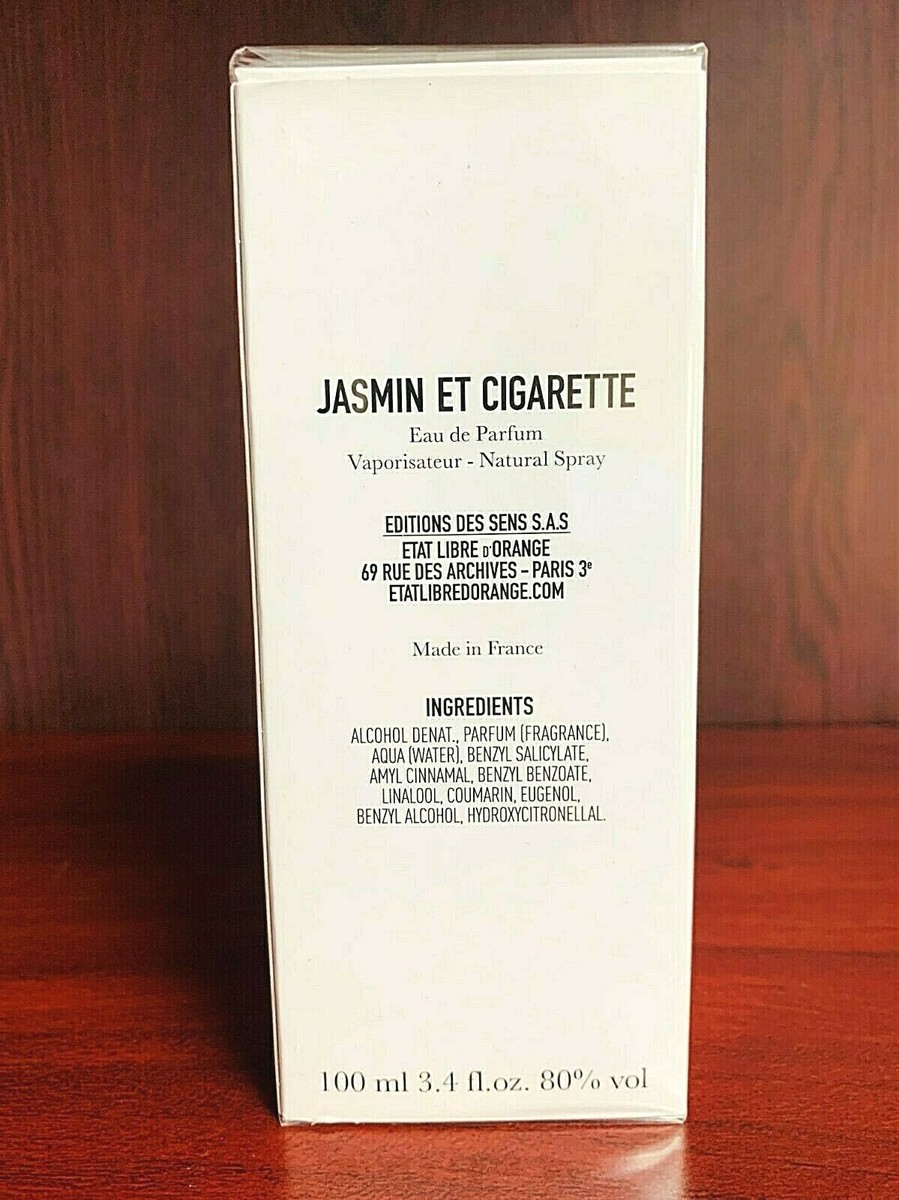 JASMIN ET CIGARETTE
Eau de Parfum
Vaporisateur - Natural Spray
EDITIONS DES SENS S.A.S
ETAT LIBRE D'ORANGE
69 RUE DES ARCHIVES - PARIS 3e
ETATLIBREDORANGE.COM
Made in France
INGREDIENTS
ALCOHOL DENAT., PARFUM (FRAGRANCE),
AQUA (WATER), BENZYL SALICYLATE,
AMYL CINNAMAL, BENZYL BENZOATE,
LINALOOL, COUMARIN, EUGENOL,
BENZYL ALCOHOL, HYDROXYCITRONELLAL.
100 ml 3.4 fl.oz. 80% vol